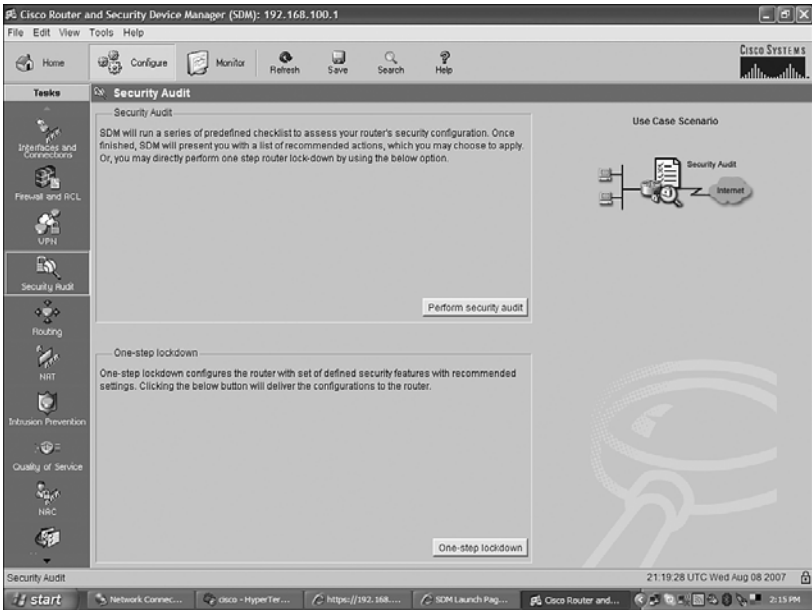 Cisco Router and Security Device Manager (SDM): 192.168.100.1
File Edit View Tools Help
Home Configure Monitor Refresh Save Search Help
CISCO SYSTEMS
Tasks
Security Audit
Interfaces and Connections
Firewall and ACL
VPN
Security Audit
Routing
NAT
Intrusion Prevention
Quality of Service
NAC
Security Audit
SDM will run a series of predefined checklist to assess your router's security configuration. Once
finished, SDM will present you with a list of recommended actions, which you may choose to apply.
Or, you may directly perform one step router lock-down by using the below option.
Perform security audit
One-step lockdown
One-step lockdown configures the router with set of defined security features with recommended
settings. Clicking the below button will deliver the configurations to the router.
One-step lockdown
Use Case Scenario
Security Audit
Internet
Security Audit
21:19:28 UTC Wed Aug 08 2007
start
Network Connec...
cisco - HyperTer...
https://192.168....
SDM Launch Pag...
Cisco Router and...
2:15 PM